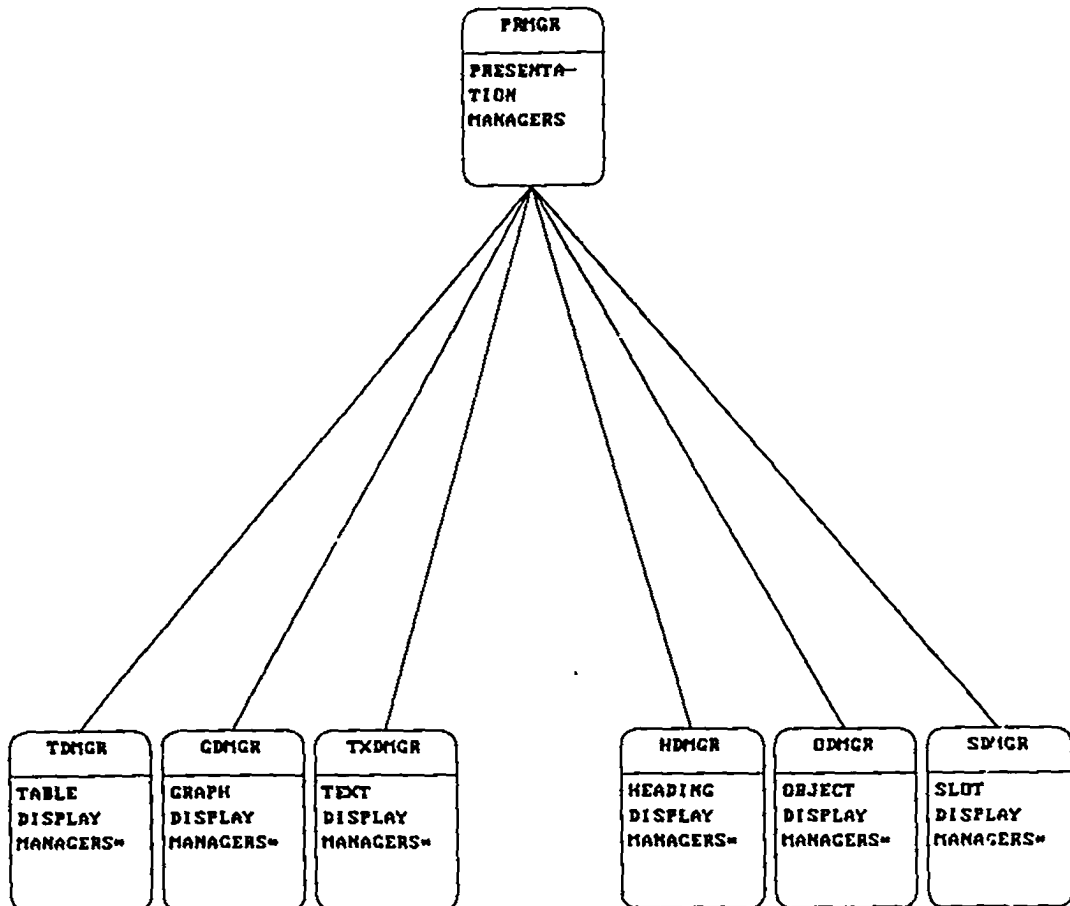 PRMGR
PRESENTA-
TION
MANAGERS
TDMGR
TABLE
DISPLAY
MANAGERS*
GDMGR
GRAPH
DISPLAY
MANAGERS*
TXDMGR
TEXT
DISPLAY
MANAGERS*
HDMGR
HEADING
DISPLAY
MANAGERS*
ODMGR
OBJECT
DISPLAY
MANAGERS*
SDMGR
SLOT
DISPLAY
MANAGERS*